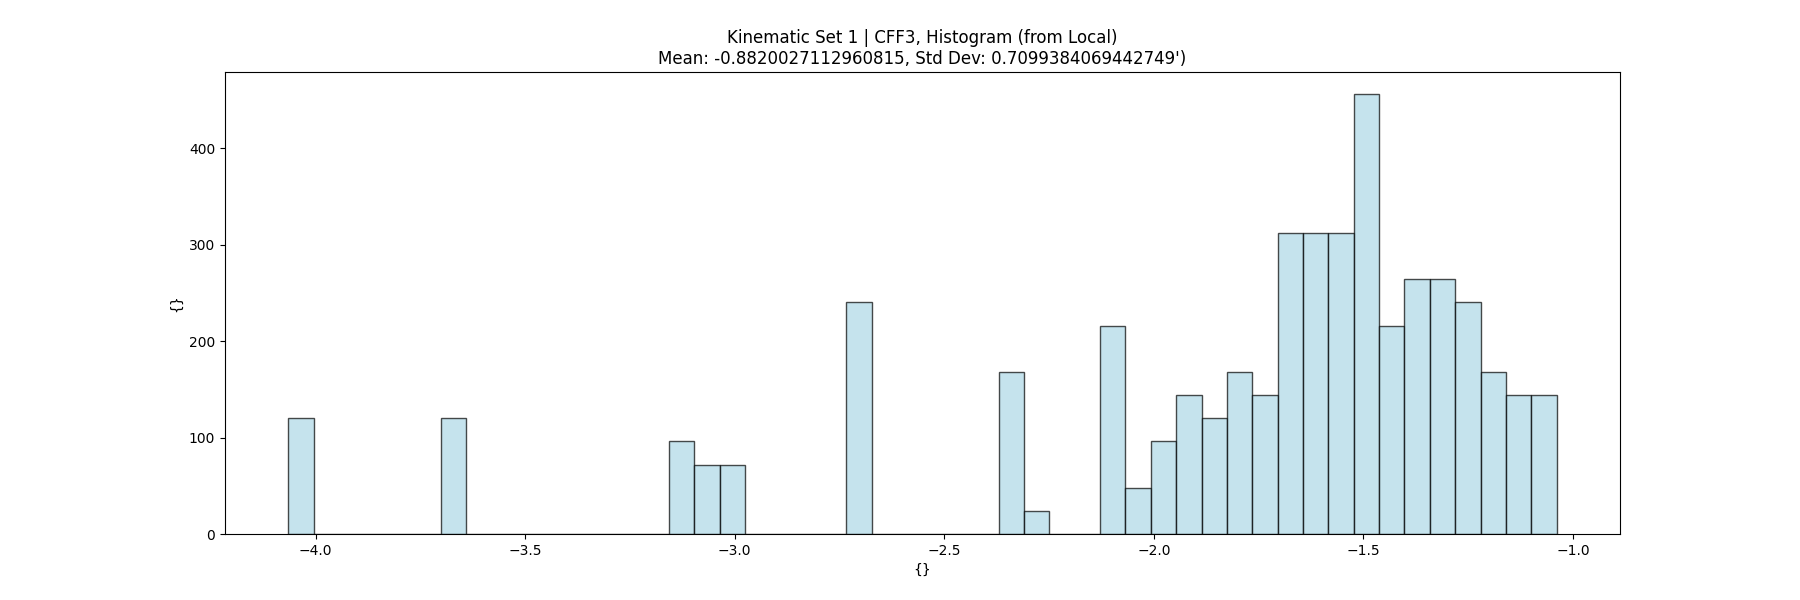 Kinematic Set 1 | CFF3, Histogram (from Local)
Mean: -0.8820027112960815, Std Dev: 0.7099384069442749')
400
300
200
100
0
{}
−4.0 −3.5 −3.0 −2.5 −2.0 −1.5 −1.0
{}